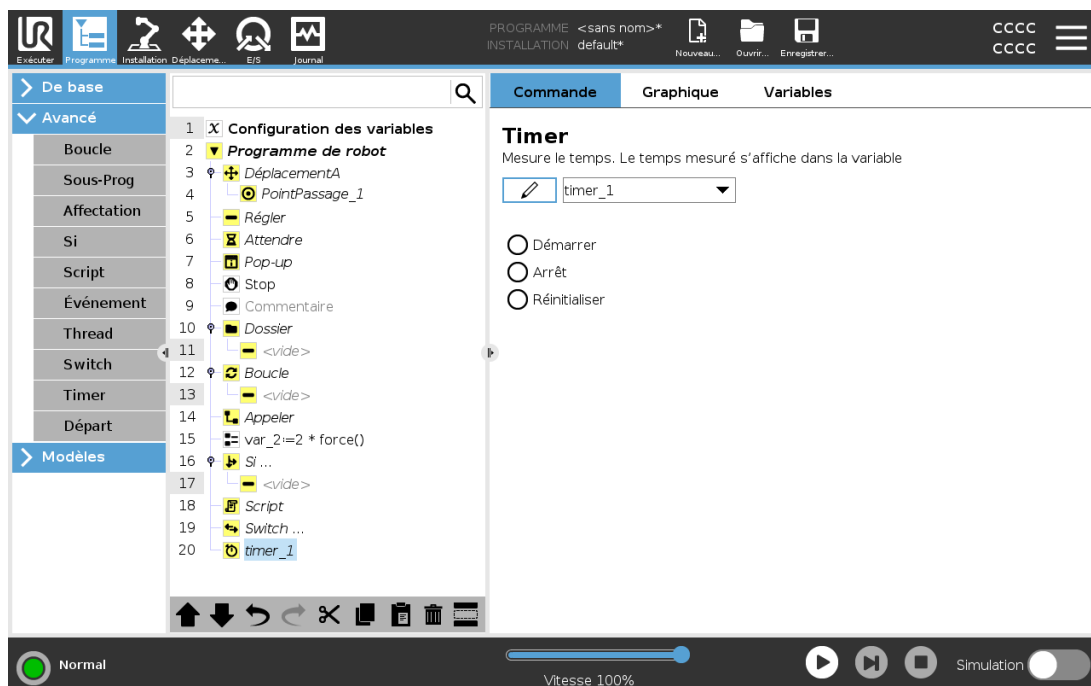 PROGRAMME <sans nom>*
INSTALLATION default*
Exécuter Programme Installation Déplaceme... E/S Journal
Nouveau... Ouvrir... Enregistrer...
CCCC
CCCC
De base
Avancé
Boucle
Sous-Prog
Affectation
Si
Script
Événement
Thread
Switch
Timer
Départ
Modèles
1 X Configuration des variables
2 Programme de robot
3 DéplacementA
4 PointPassage_1
5 Régler
6 Attendre
7 Pop-up
8 Stop
9 Commentaire
10 Dossier
11 <vide>
12 Boucle
13 <vide>
14 Appeler
15 var_2:=2 * force()
16 Si ...
17 <vide>
18 Script
19 Switch ...
20 timer_1
Commande Graphique Variables
Timer
Mesure le temps. Le temps mesuré s’affiche dans la variable
timer_1
Démarrer
Arrêt
Réinitialiser
Normal
Vitesse 100%
Simulation